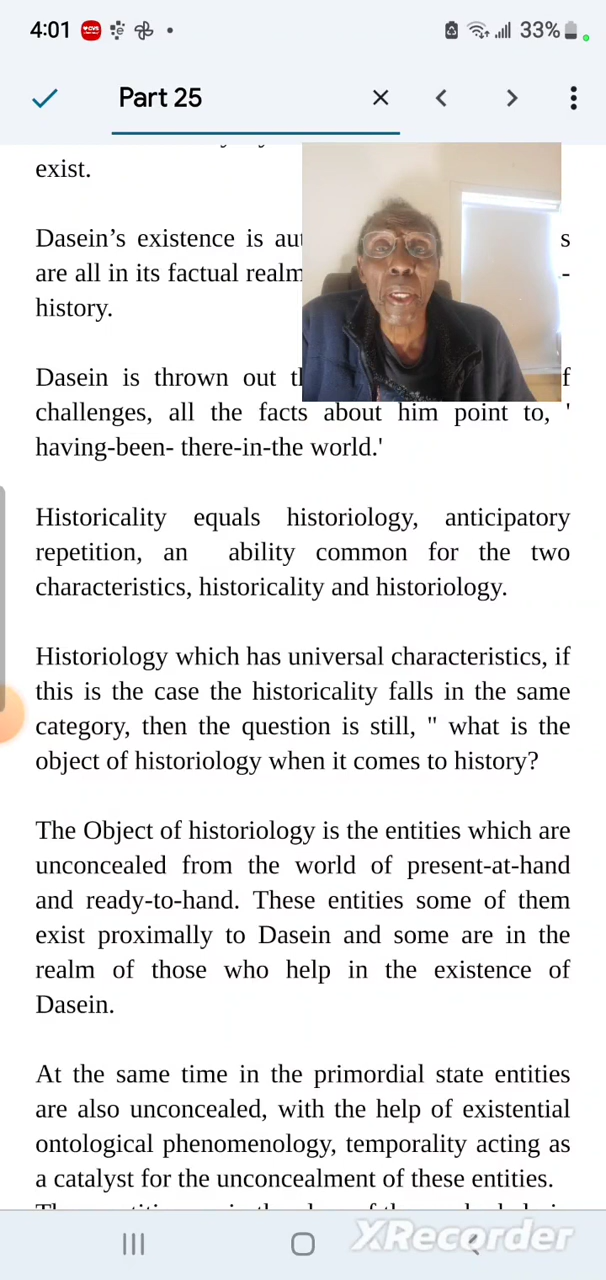 4:01
33%
Part 25
exist.
Dasein's existence is s
are all in its factual realm -
history.
Dasein is thrown out f
challenges, all the facts about him point to, '
having-been- there-in-the world.'
Historicality equals historiology, anticipatory
repetition, an ability common for the two
characteristics, historicality and historiology.
Historiology which has universal characteristics, if
this is the case the historicality falls in the same
category, then the question is still, " what is the
object of historiology when it comes to history?
The Object of historiology is the entities which are
unconcealed from the world of present-at-hand
and ready-to-hand. These entities some of them
exist proximally to Dasein and some are in the
realm of those who help in the existence of
Dasein.
At the same time in the primordial state entities
are also unconcealed, with the help of existential
ontological phenomenology, temporality acting as
a catalyst for the unconcealment of these entities.
XRecorder